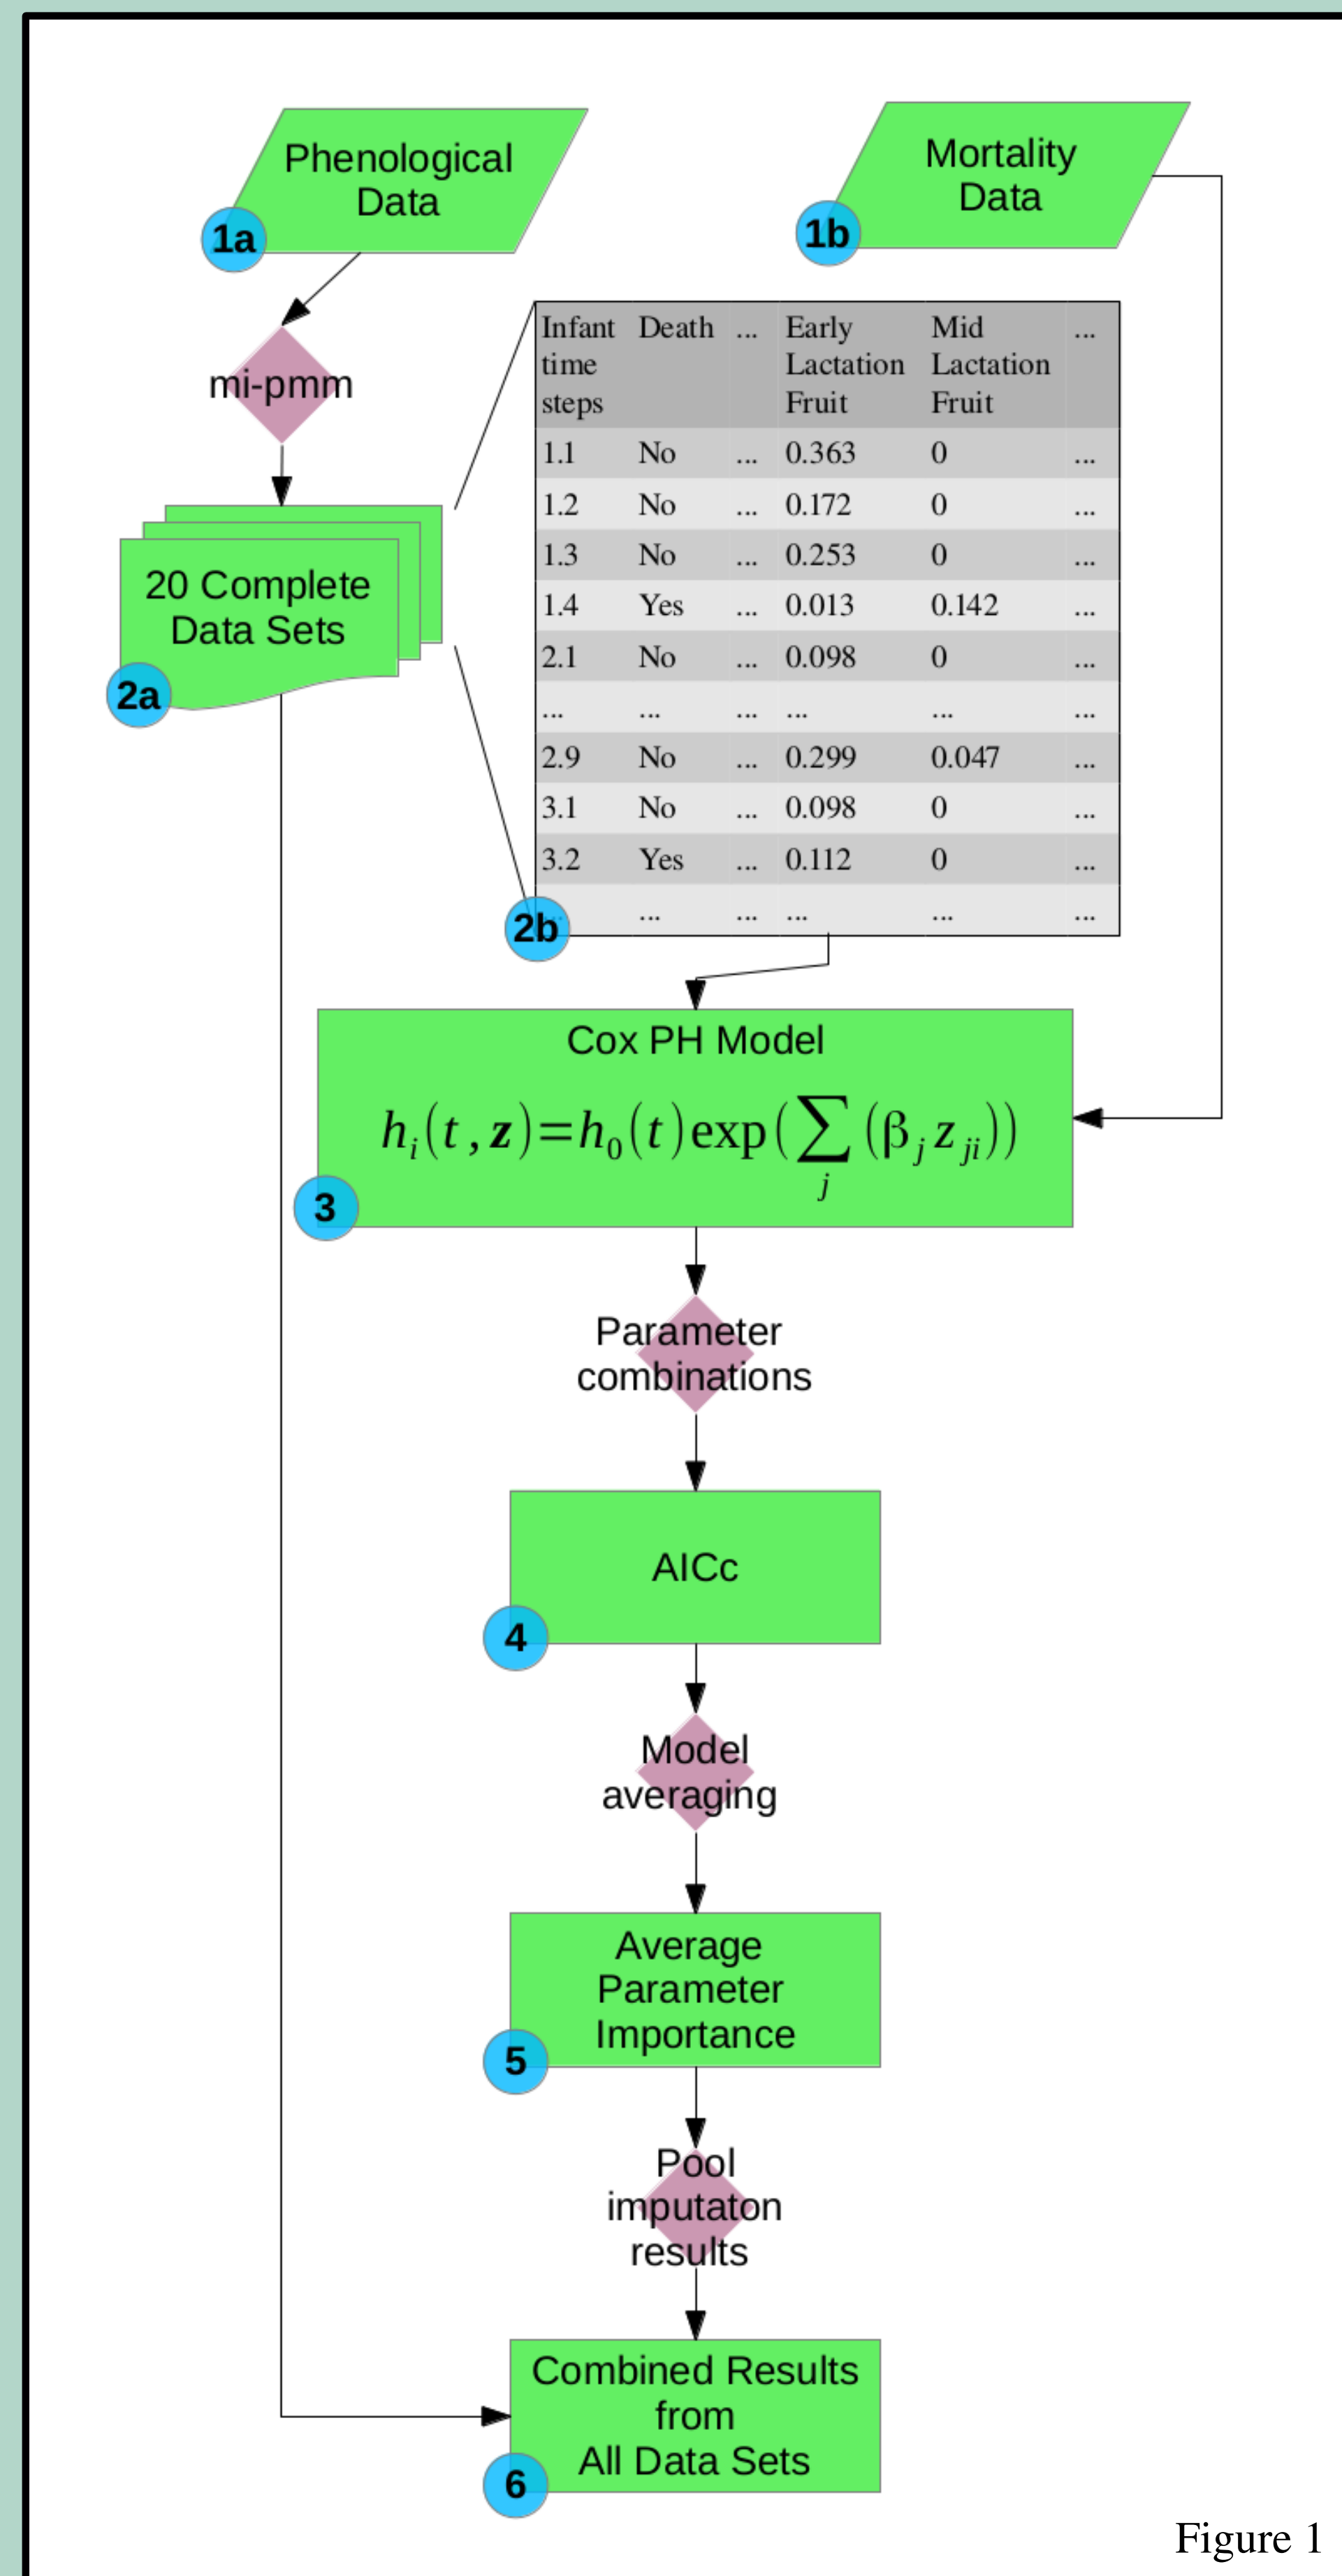 Phenological
Data
1a
Mortality
Data
1b
mi-pmm
20 Complete
Data Sets
2a
Infant time steps Death ... Early Lactation Fruit Mid Lactation Fruit ...
1.1 No ... 0.363 0 ...
1.2 No ... 0.172 0 ...
1.3 No ... 0.253 0 ...
1.4 Yes ... 0.013 0.142 ...
2.1 No ... 0.098 0 ...
... ... ... ... ... ...
2.9 No ... 0.299 0.047 ...
3.1 No ... 0.098 0 ...
3.2 Yes ... 0.112 0 ...
... ... ... ... ... ...
2b
Cox PH Model
h_i(t, z)=h_0(t)exp(∑_j(β_j z_ji))
3
Parameter
combinations
AICc
4
Model
averaging
Average
Parameter
Importance
5
Pool
imputaton
results
Combined Results
from
All Data Sets
6
Figure 1